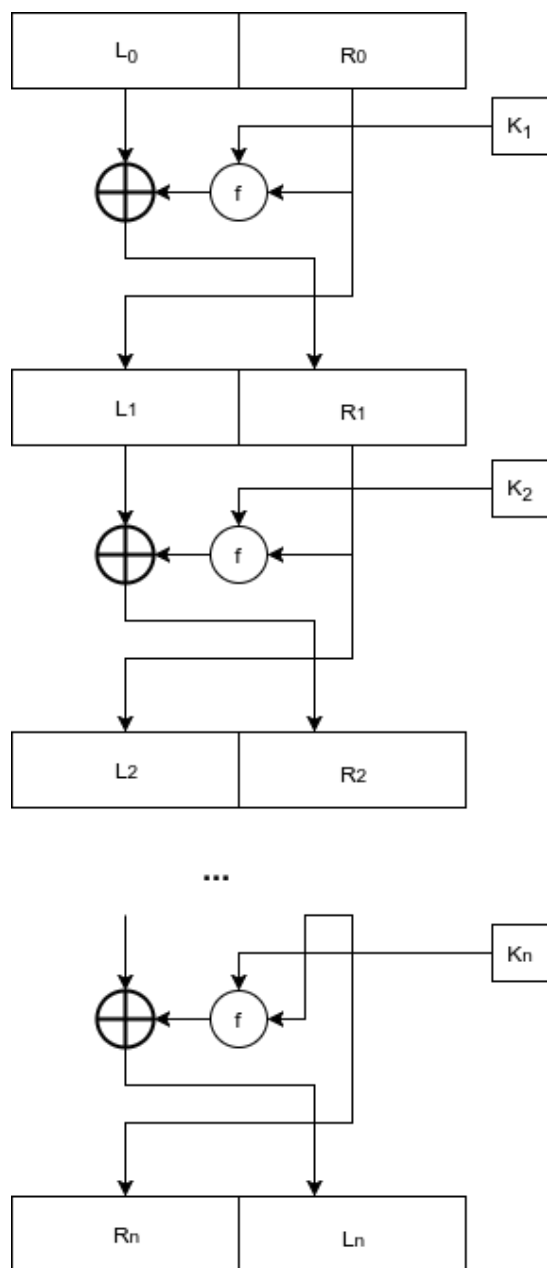 L₀ R₀
K₁
f
L₁ R₁
K₂
f
L₂ R₂
...
Kₙ
f
Rₙ Lₙ